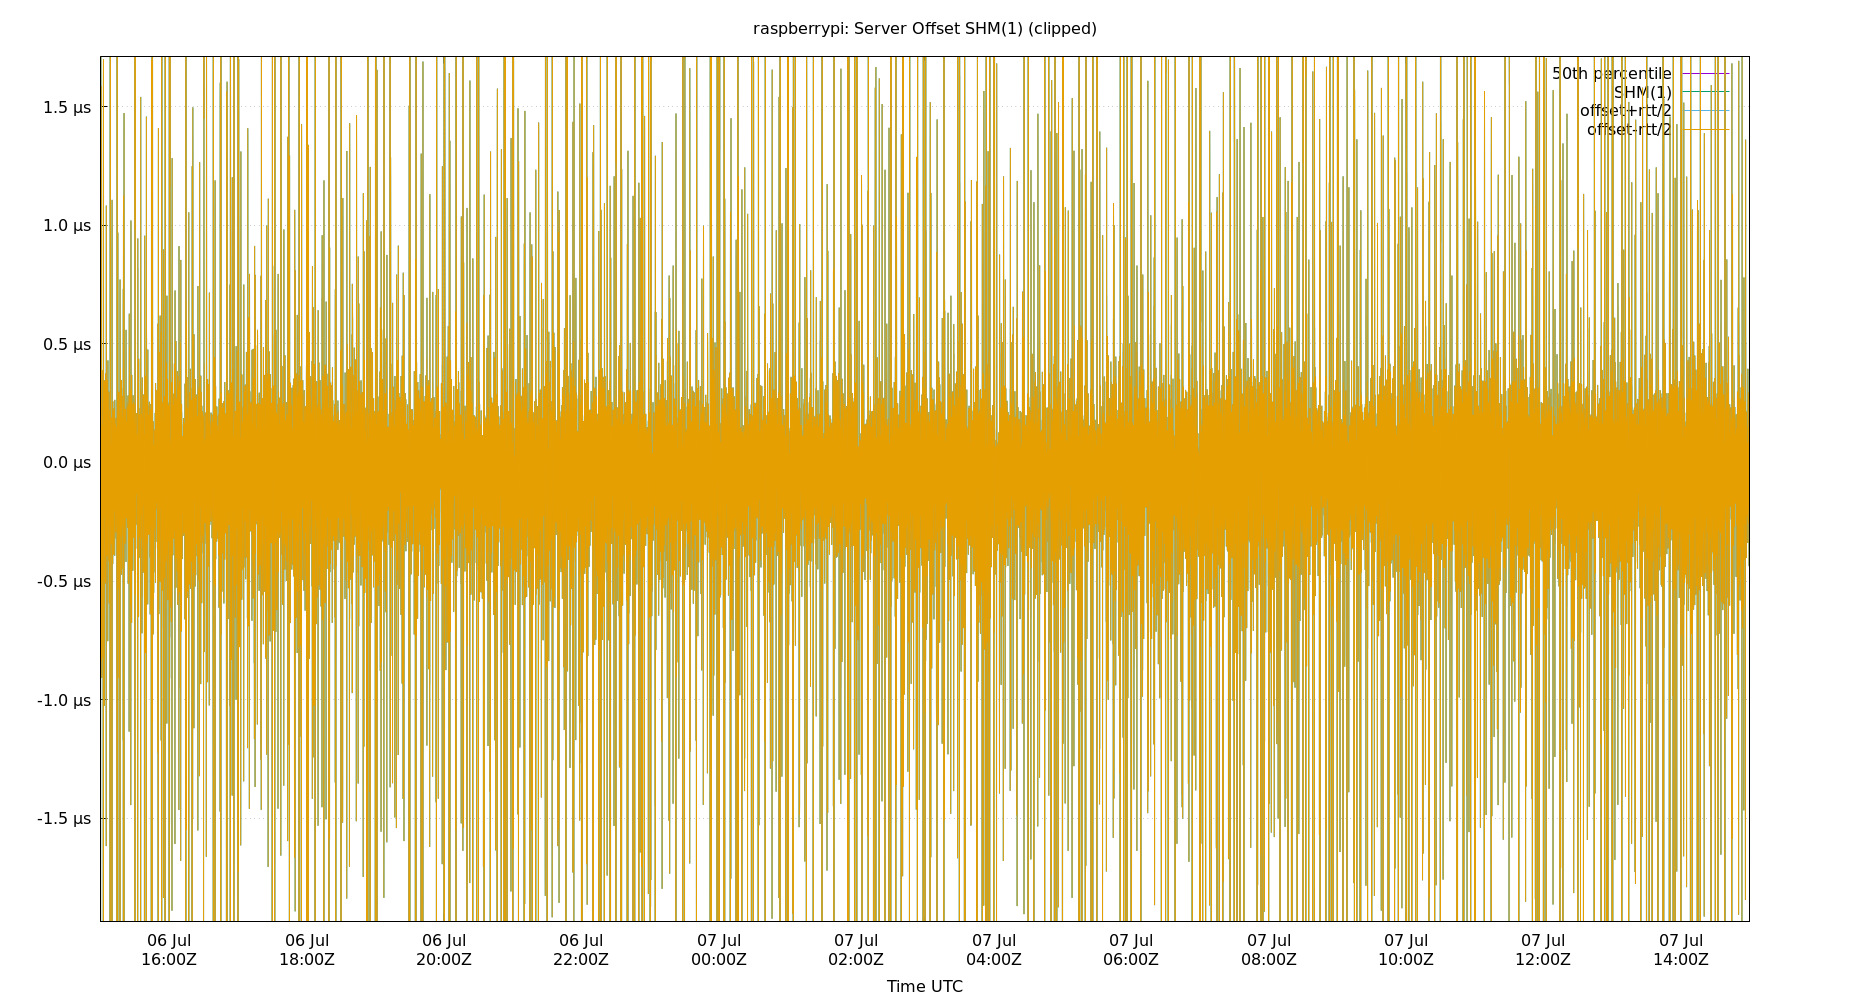 raspberrypi: Server Offset SHM(1) (clipped)
50th percentile
SHM(1)
offset+rtt/2
offset-rtt/2
1.5 µs
1.0 µs
0.5 µs
0.0 µs
-0.5 µs
-1.0 µs
-1.5 µs
06 Jul 06 Jul 06 Jul 06 Jul 07 Jul 07 Jul 07 Jul 07 Jul 07 Jul 07 Jul 07 Jul 07 Jul
16:00Z 18:00Z 20:00Z 22:00Z 00:00Z 02:00Z 04:00Z 06:00Z 08:00Z 10:00Z 12:00Z 14:00Z
Time UTC